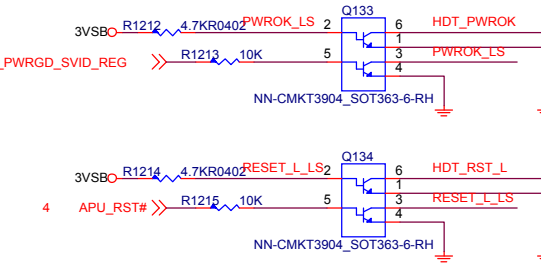 Q133
3VSB R1212 4.7KR0402 PWROK_LS 2 6 HDT_PWROK
1
_PWRGD_SVID_REG R1213 10K 5 3 PWROK_LS
4
NN-CMKT3904_SOT363-6-RH
Q134
3VSB R1214 4.7KR0402 RESET_L_LS 2 6 HDT_RST_L
1
4 APU_RST# R1215 10K 5 3 RESET_L_LS
4
NN-CMKT3904_SOT363-6-RH